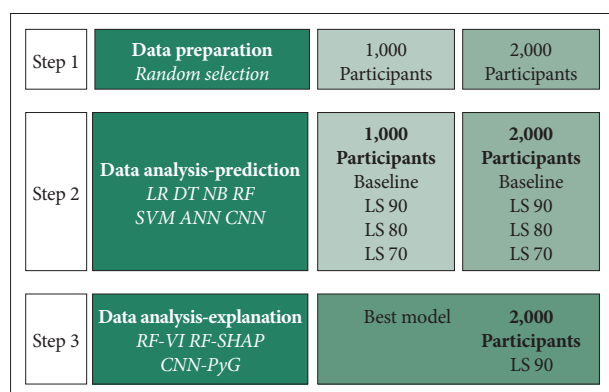 Step 1
Data preparation
Random selection
1,000
Participants
2,000
Participants
Step 2
Data analysis-prediction
LR DT NB RF
SVM ANN CNN
1,000
Participants
Baseline
LS 90
LS 80
LS 70
2,000
Participants
Baseline
LS 90
LS 80
LS 70
Step 3
Data analysis-explanation
RF-VI RF-SHAP
CNN-PyG
Best model
2,000
Participants
LS 90